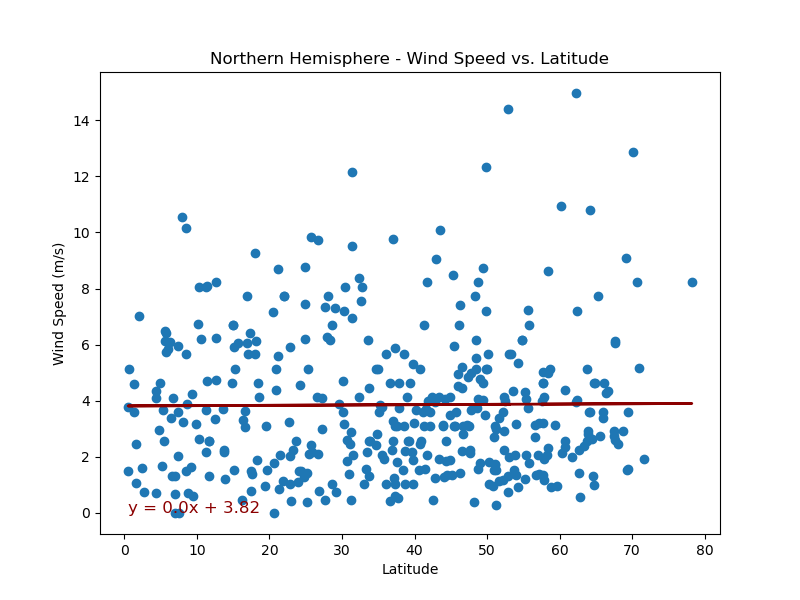 Northern Hemisphere - Wind Speed vs. Latitude
Wind Speed (m/s)
14
12
10
8
6
4
2
0
y = 0.0x + 3.82
0 10 20 30 40 50 60 70 80
Latitude